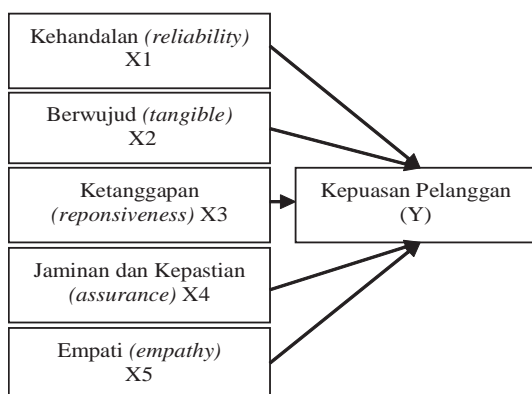 Kehandalan (reliability)
X1
Berwujud (tangible)
X2
Ketanggapan
(reponsiveness) X3
Kepuasan Pelanggan
(Y)
Jaminan dan Kepastian
(assurance) X4
Empati (empathy)
X5